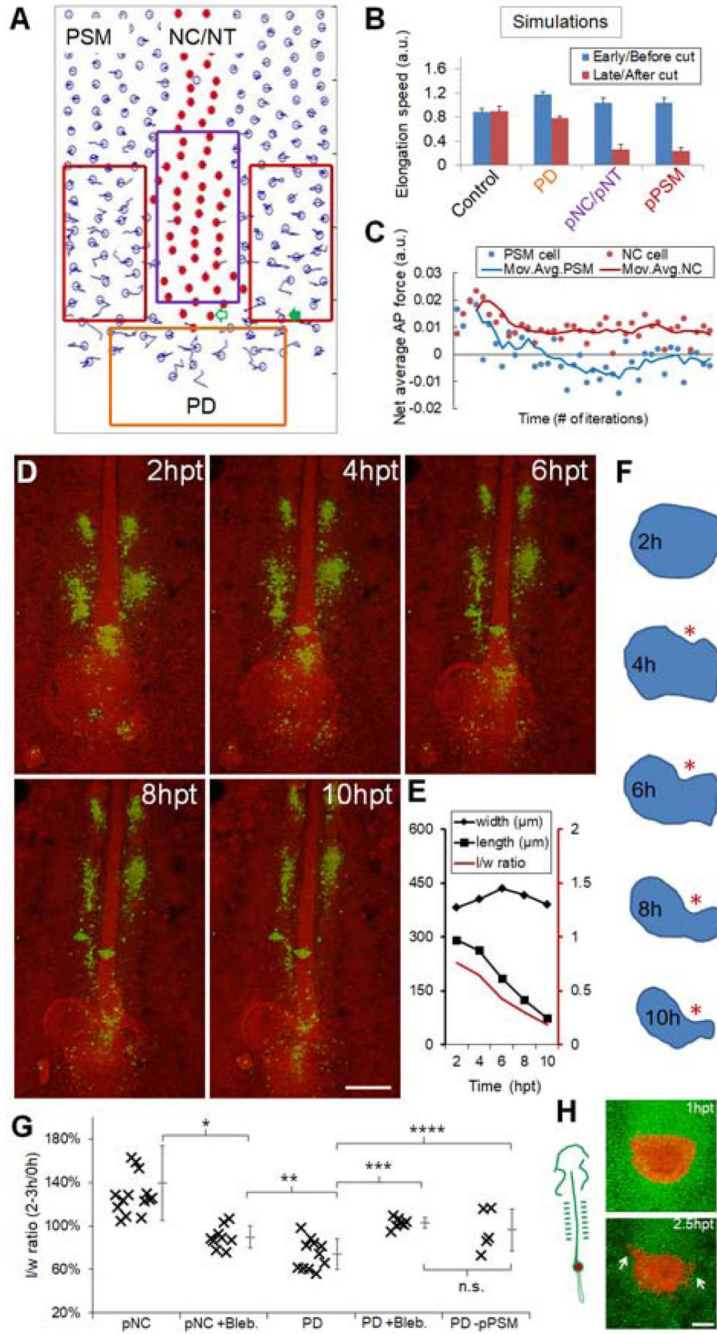 A
PSM
NC/NT
PD
B
Simulations
Early/Before cut
Late/After cut
Elongation speed (a.u.)
1.6
1.2
0.8
0.4
0
Control
PD
pNC/pNT
pPSM
C
PSM cell
NC cell
Mov.Avg.PSM
Mov.Avg.NC
Net average AP force (a.u.)
0.03
0.02
0.01
0
-0.01
-0.02
Time (# of iterations)
D
2hpt
4hpt
6hpt
8hpt
10hpt
E
width (µm)
length (µm)
l/w ratio
600
450
300
150
0
2
1.5
1
0.5
0
2 4 6 8 10
Time (hpt)
F
2h
*
4h
*
6h
*
8h
*
10h
G
l/w ratio (2-3h/0h)
180%
140%
100%
60%
20%
*
**
***
****
n.s.
pNC
pNC +Bleb.
PD
PD +Bleb.
PD -pPSM
H
1hpt
2.5hpt